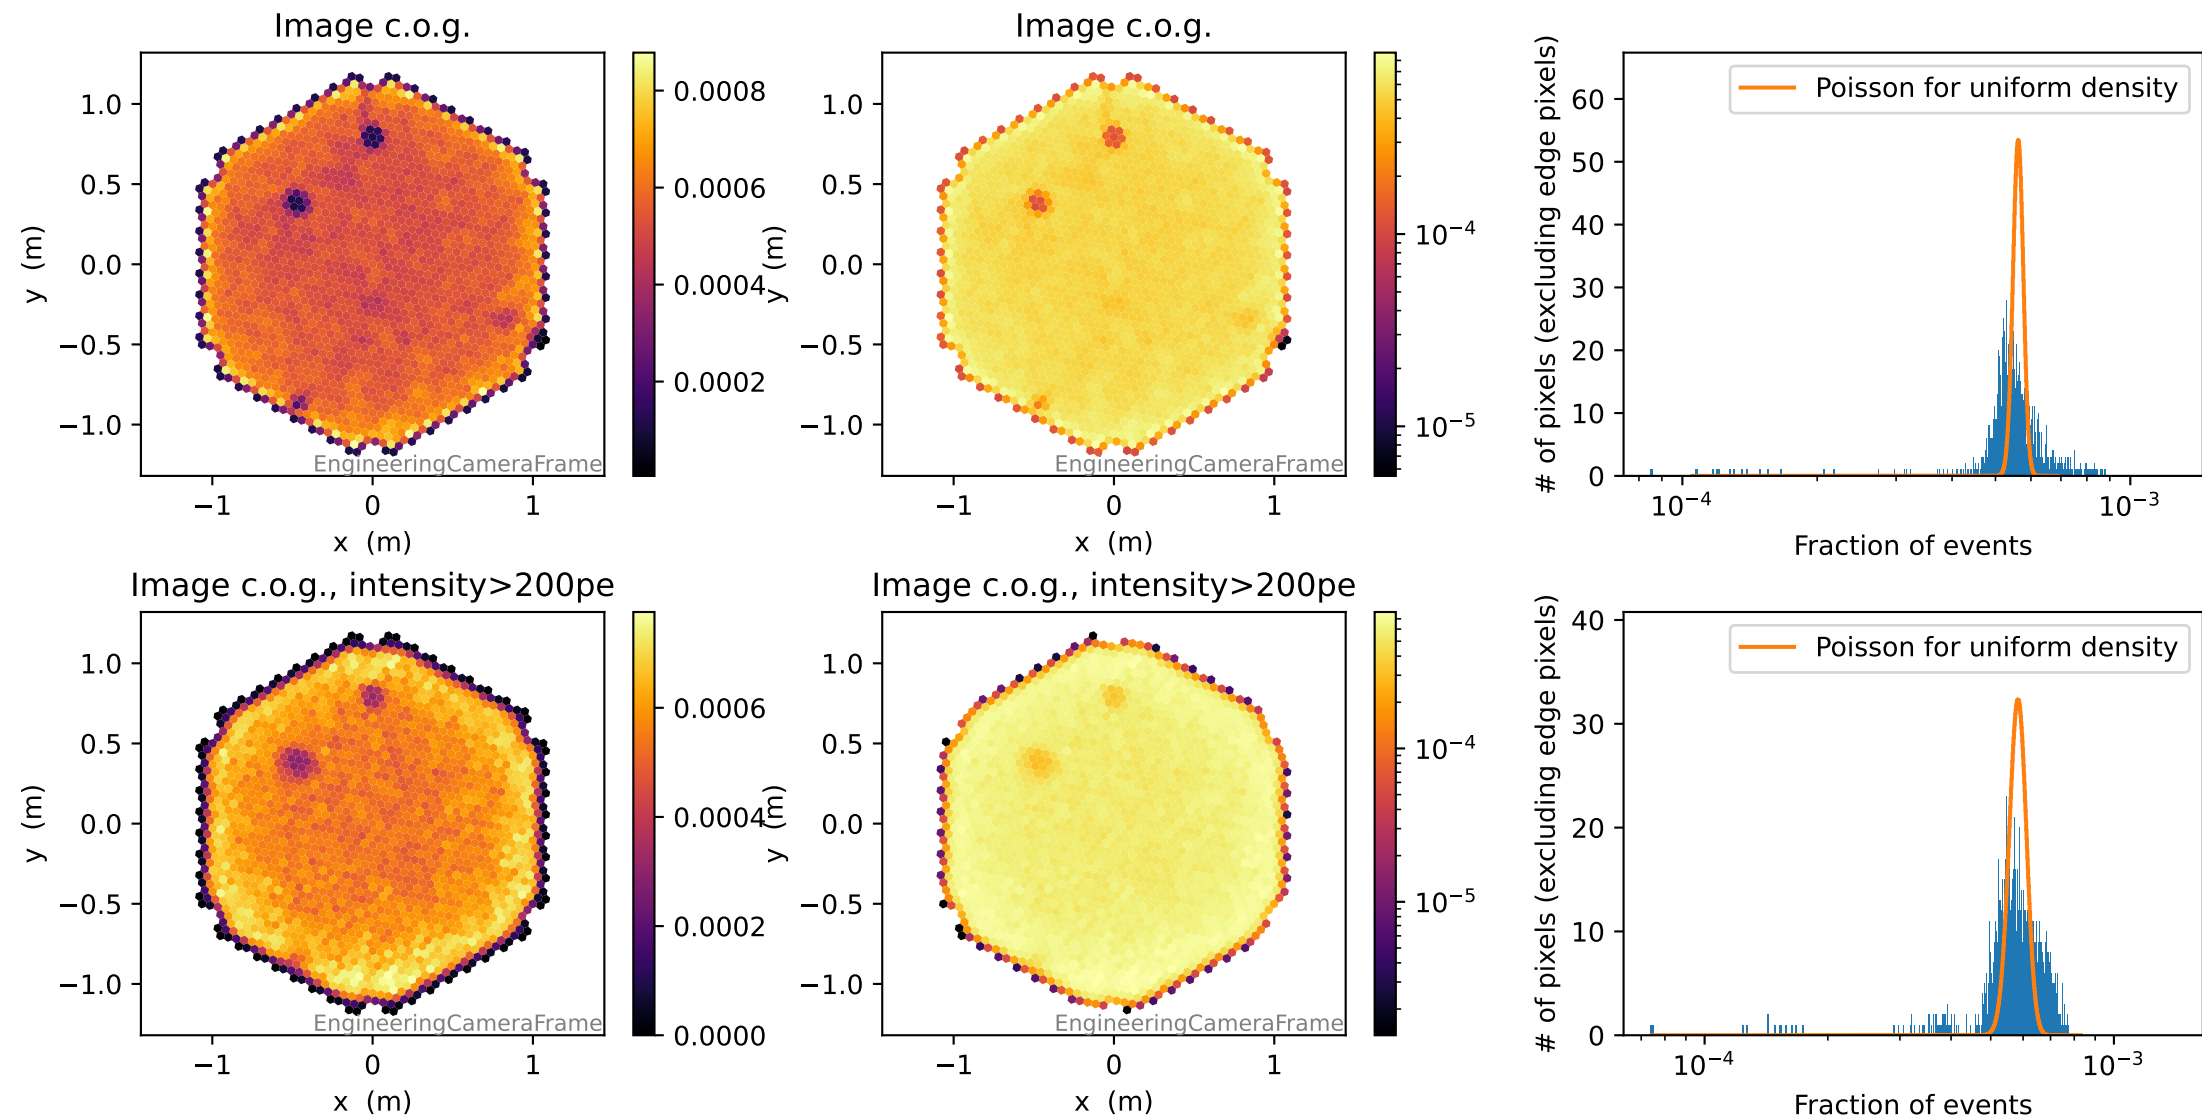 Image c.o.g.
1.0
0.5
0.0
−0.5
−1.0
y (m)
−1
0
1
x (m)
EngineeringCameraFrame
0.0008
0.0006
0.0004
0.0002
Image c.o.g.
1.0
0.5
0.0
−0.5
−1.0
y (m)
−1
0
1
x (m)
EngineeringCameraFrame
10⁻⁴
10⁻⁵
# of pixels (excluding edge pixels)
60
50
40
30
20
10
0
Poisson for uniform density
10⁻⁴
10⁻³
Fraction of events
Image c.o.g., intensity>200pe
1.0
0.5
0.0
−0.5
−1.0
y (m)
−1
0
1
x (m)
EngineeringCameraFrame
0.0006
0.0004
0.0002
0.0000
Image c.o.g., intensity>200pe
1.0
0.5
0.0
−0.5
−1.0
y (m)
−1
0
1
x (m)
EngineeringCameraFrame
10⁻⁴
10⁻⁵
# of pixels (excluding edge pixels)
40
30
20
10
0
Poisson for uniform density
10⁻⁴
10⁻³
Fraction of events